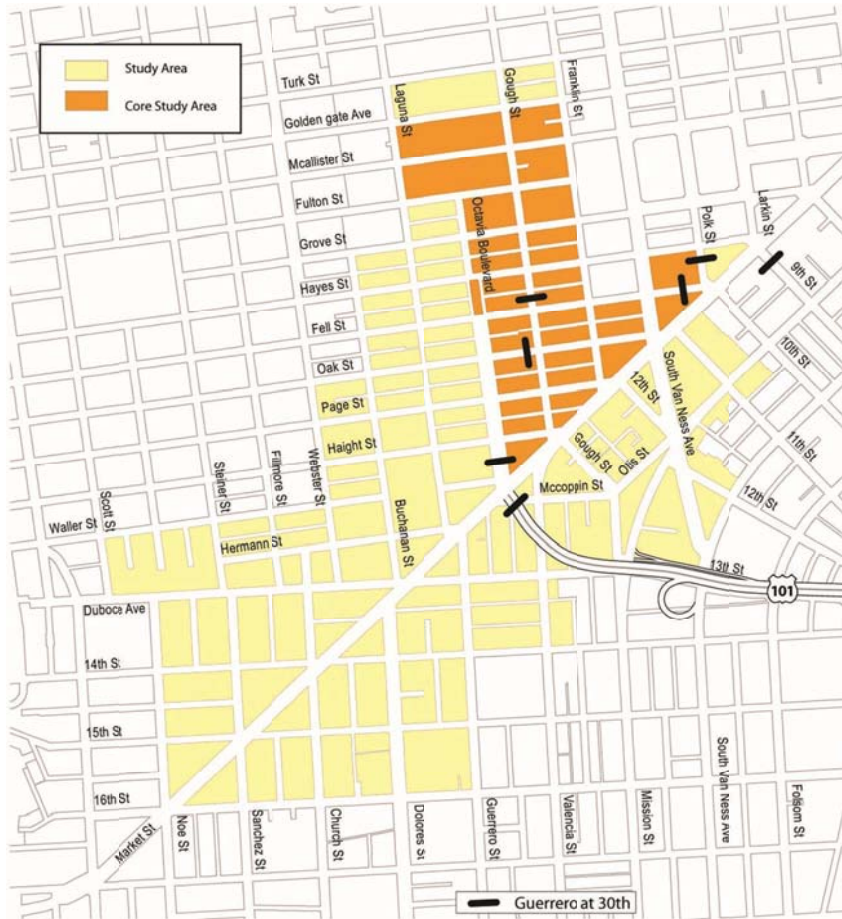 Study Area
Core Study Area
Turk St
Golden gate Ave
Mcallister St
Fulton St
Grove St
Hayes St
Fell St
Oak St
Page St
Haight St
Laguna St
Gough St
Franklin St
Octavia Boulevard
Polk St
Larkin St
9th St
10th St
11th St
12th St
South Van Ness Ave
12th St
Gough St
Otis St
Mccoppin St
13th St
101
Scott St
Steiner St
Fillmore St
Webster St
Buchanan St
Waller St
Hermann St
Duboce Ave
14th St
15th St
16th St
Market St
Noe St
Sanchez St
Church St
Dolores St
Guerrero St
Valencia St
Mission St
South Van Ness Ave
Folsom St
Guerrero at 30th